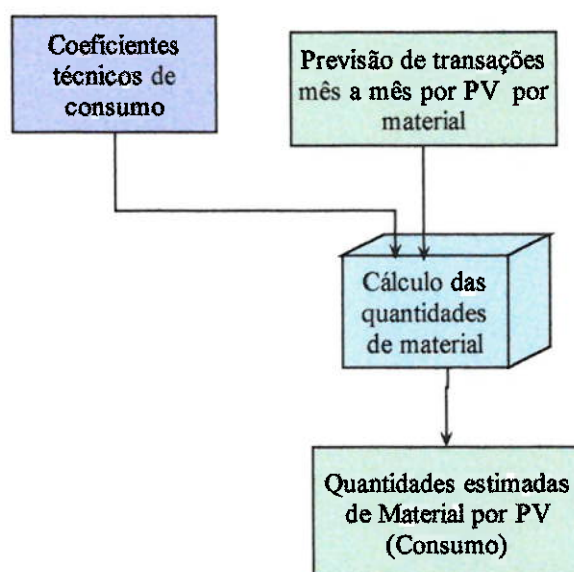 Coeficientes
técnicos de
consumo
Previsão de transações
mês a mês por PV por
material
Cálculo das
quantidades
de material
Quantidades estimadas
de Material por PV
(Consumo)